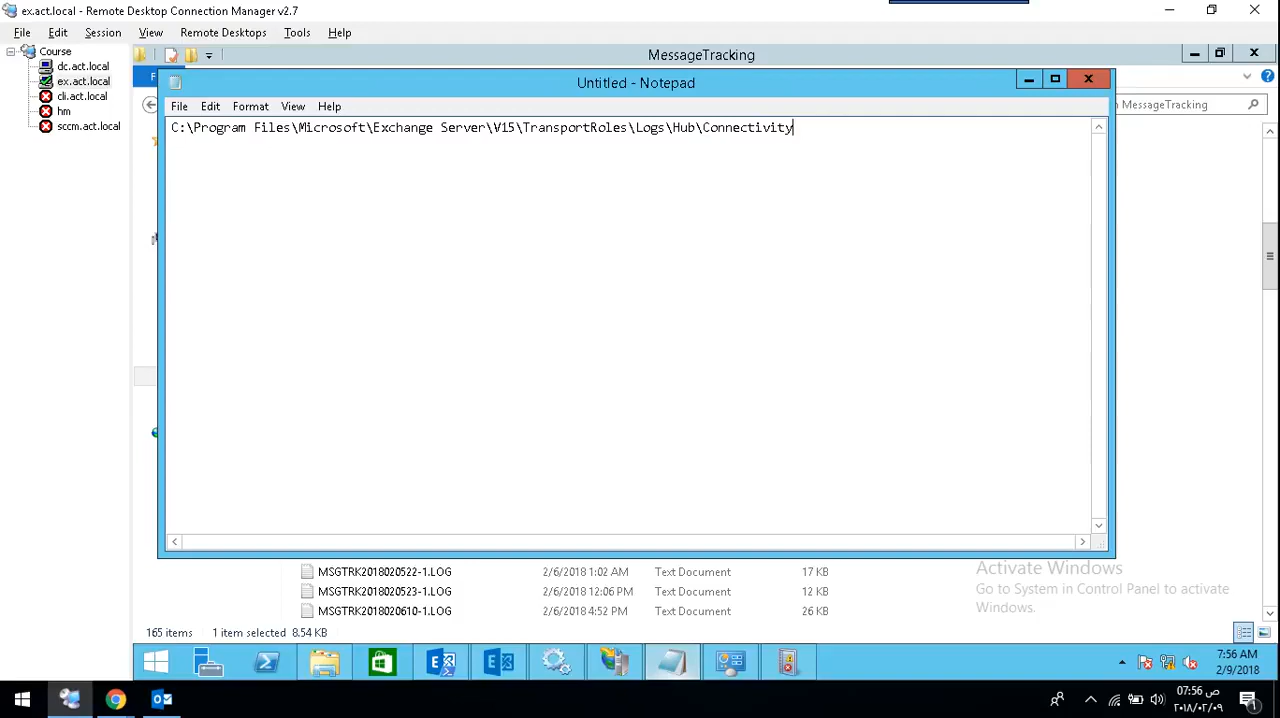 ex.act.local - Remote Desktop Connection Manager v2.7
File Edit Session View Remote Desktops Tools Help
Course
dc.act.local
ex.act.local
cli.act.local
hm
sccm.act.local
MessageTracking
F
MessageTracking
Untitled - Notepad
File Edit Format View Help
C:\Program Files\Microsoft\Exchange Server\V15\TransportRoles\Logs\Hub\Connectivity
MSGTRK2018020522-1.LOG 2/6/2018 1:02 AM Text Document 17 KB
MSGTRK2018020523-1.LOG 2/6/2018 12:06 PM Text Document 12 KB
MSGTRK2018020610-1.LOG 2/6/2018 4:52 PM Text Document 26 KB
Activate Windows
Go to System in Control Panel to activate
Windows.
165 items 1 item selected 8.54 KB
7:56 AM
2/9/2018
07:56 ص
٢٠١٨/٠٢/٠٩
1